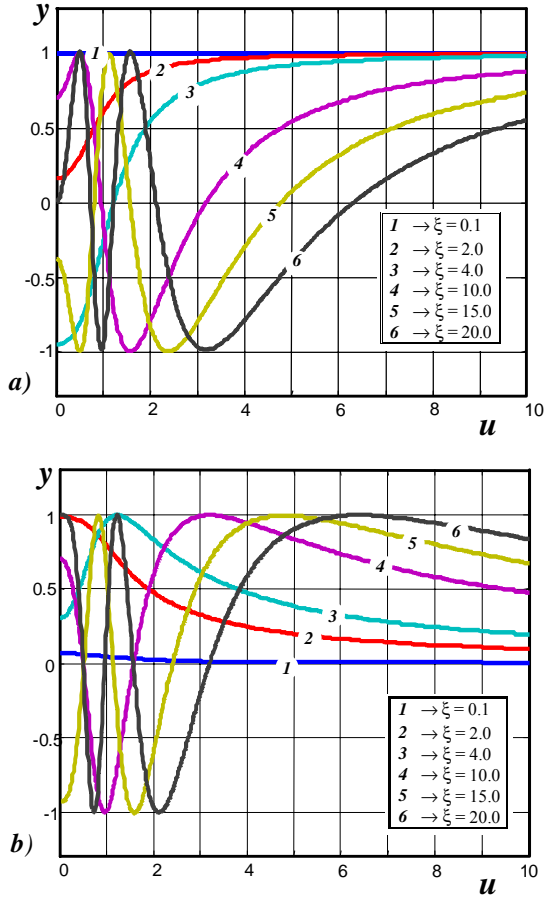 y
1
0.5
0
-0.5
-1
1
2
3
4
5
6
1 → ξ = 0.1
2 → ξ = 2.0
3 → ξ = 4.0
4 → ξ = 10.0
5 → ξ = 15.0
6 → ξ = 20.0
a)
0 2 4 6 8 10
u
y
1
0.5
0
-0.5
-1
6
5
4
3
2
1
1 → ξ = 0.1
2 → ξ = 2.0
3 → ξ = 4.0
4 → ξ = 10.0
5 → ξ = 15.0
6 → ξ = 20.0
b)
0 2 4 6 8 10
u